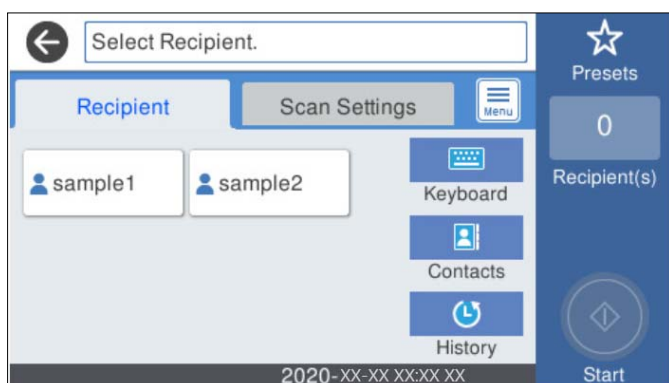 Select Recipient.
Presets
Recipient
Scan Settings
Menu
0
Recipient(s)
sample1
sample2
Keyboard
Contacts
History
2020-XX-XX XX:XX XX
Start